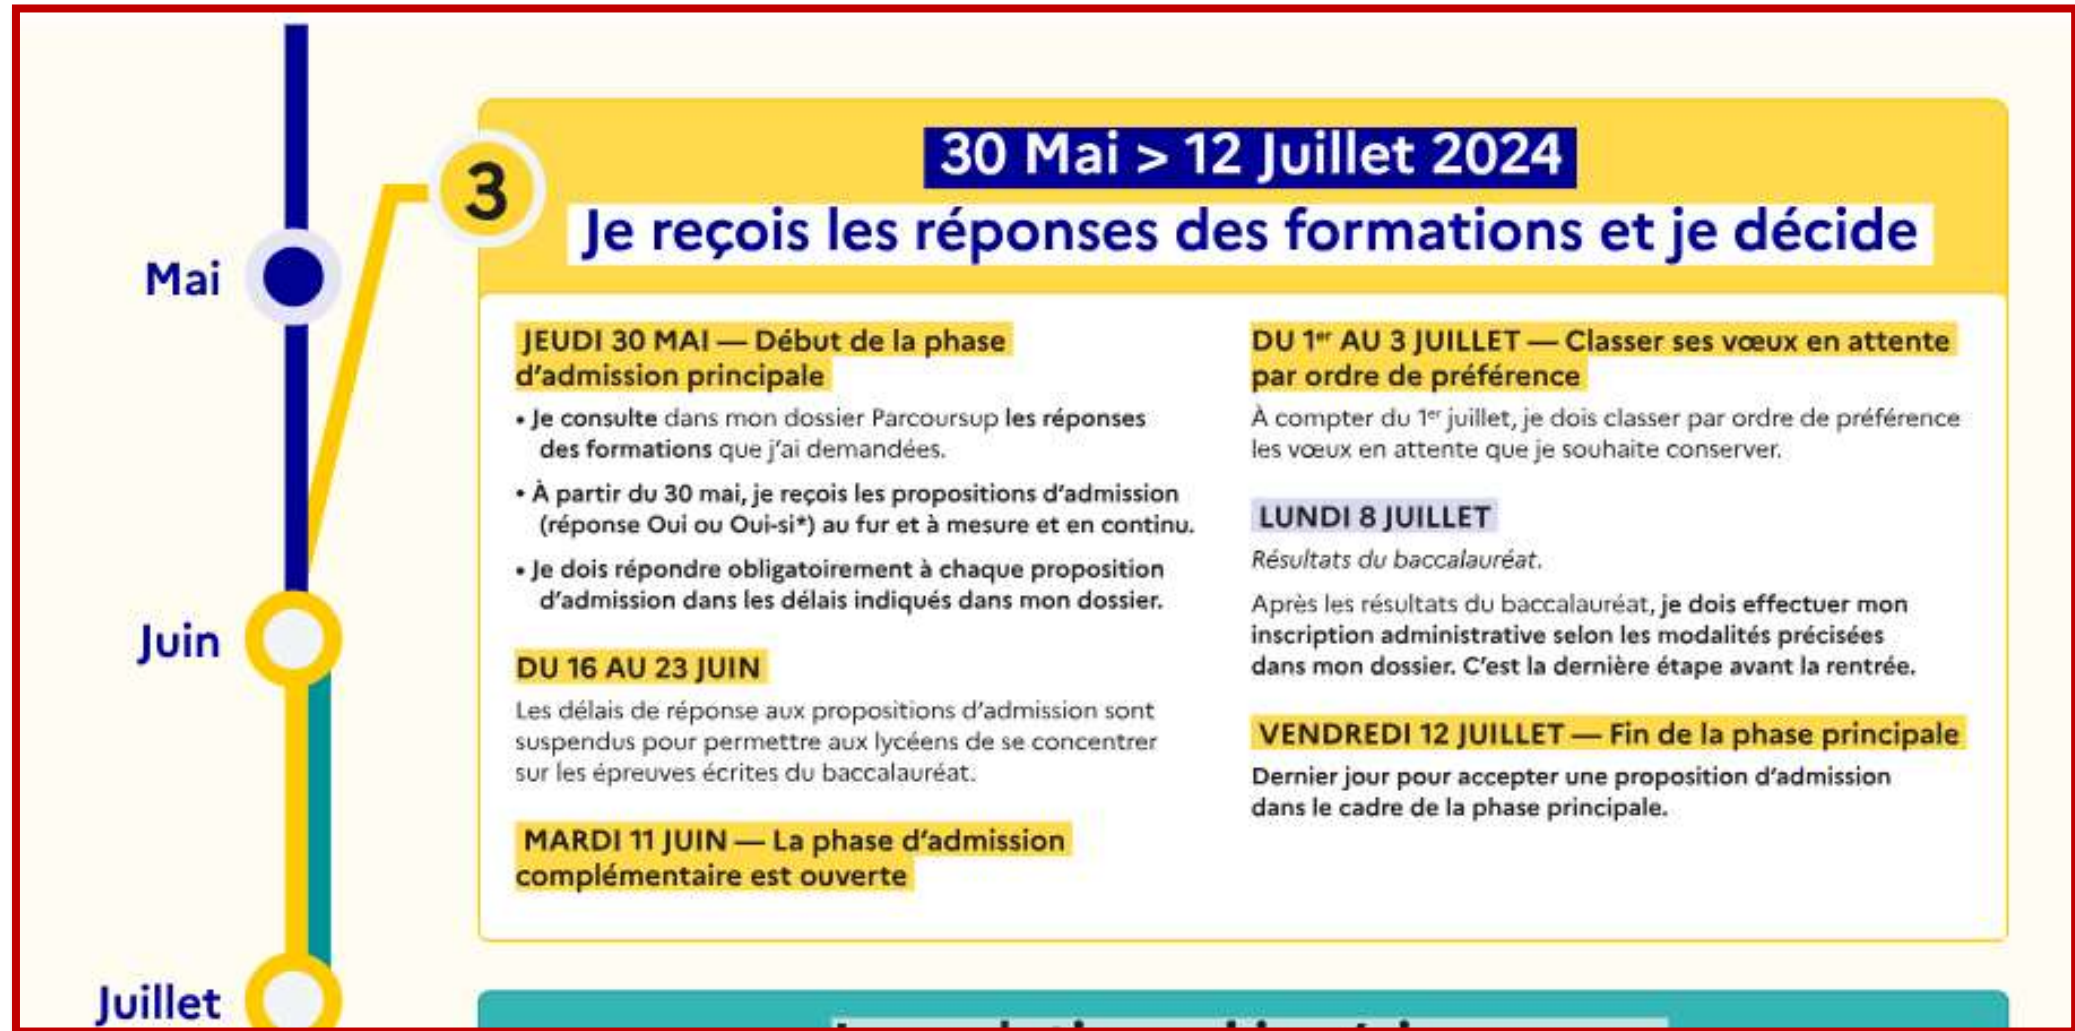 30 Mai > 12 Juillet 2024
3
Je reçois les réponses des formations et je décide
Mai
JEUDI 30 MAI — Début de la phase
d'admission principale
• Je consulte dans mon dossier Parcoursup les réponses
des formations que j'ai demandées.
• À partir du 30 mai, je reçois les propositions d'admission
(réponse Oui ou Oui-si*) au fur et à mesure et en continu.
• Je dois répondre obligatoirement à chaque proposition
d'admission dans les délais indiqués dans mon dossier.
Juin
DU 16 AU 23 JUIN
Les délais de réponse aux propositions d'admission sont
suspendus pour permettre aux lycéens de se concentrer
sur les épreuves écrites du baccalauréat.
MARDI 11 JUIN — La phase d'admission
complémentaire est ouverte
DU 1er AU 3 JUILLET — Classer ses vœux en attente
par ordre de préférence
À compter du 1er juillet, je dois classer par ordre de préférence
les vœux en attente que je souhaite conserver.
LUNDI 8 JUILLET
Résultats du baccalauréat.
Après les résultats du baccalauréat, je dois effectuer mon
inscription administrative selon les modalités précisées
dans mon dossier. C'est la dernière étape avant la rentrée.
VENDREDI 12 JUILLET — Fin de la phase principale
Dernier jour pour accepter une proposition d'admission
dans le cadre de la phase principale.
Juillet